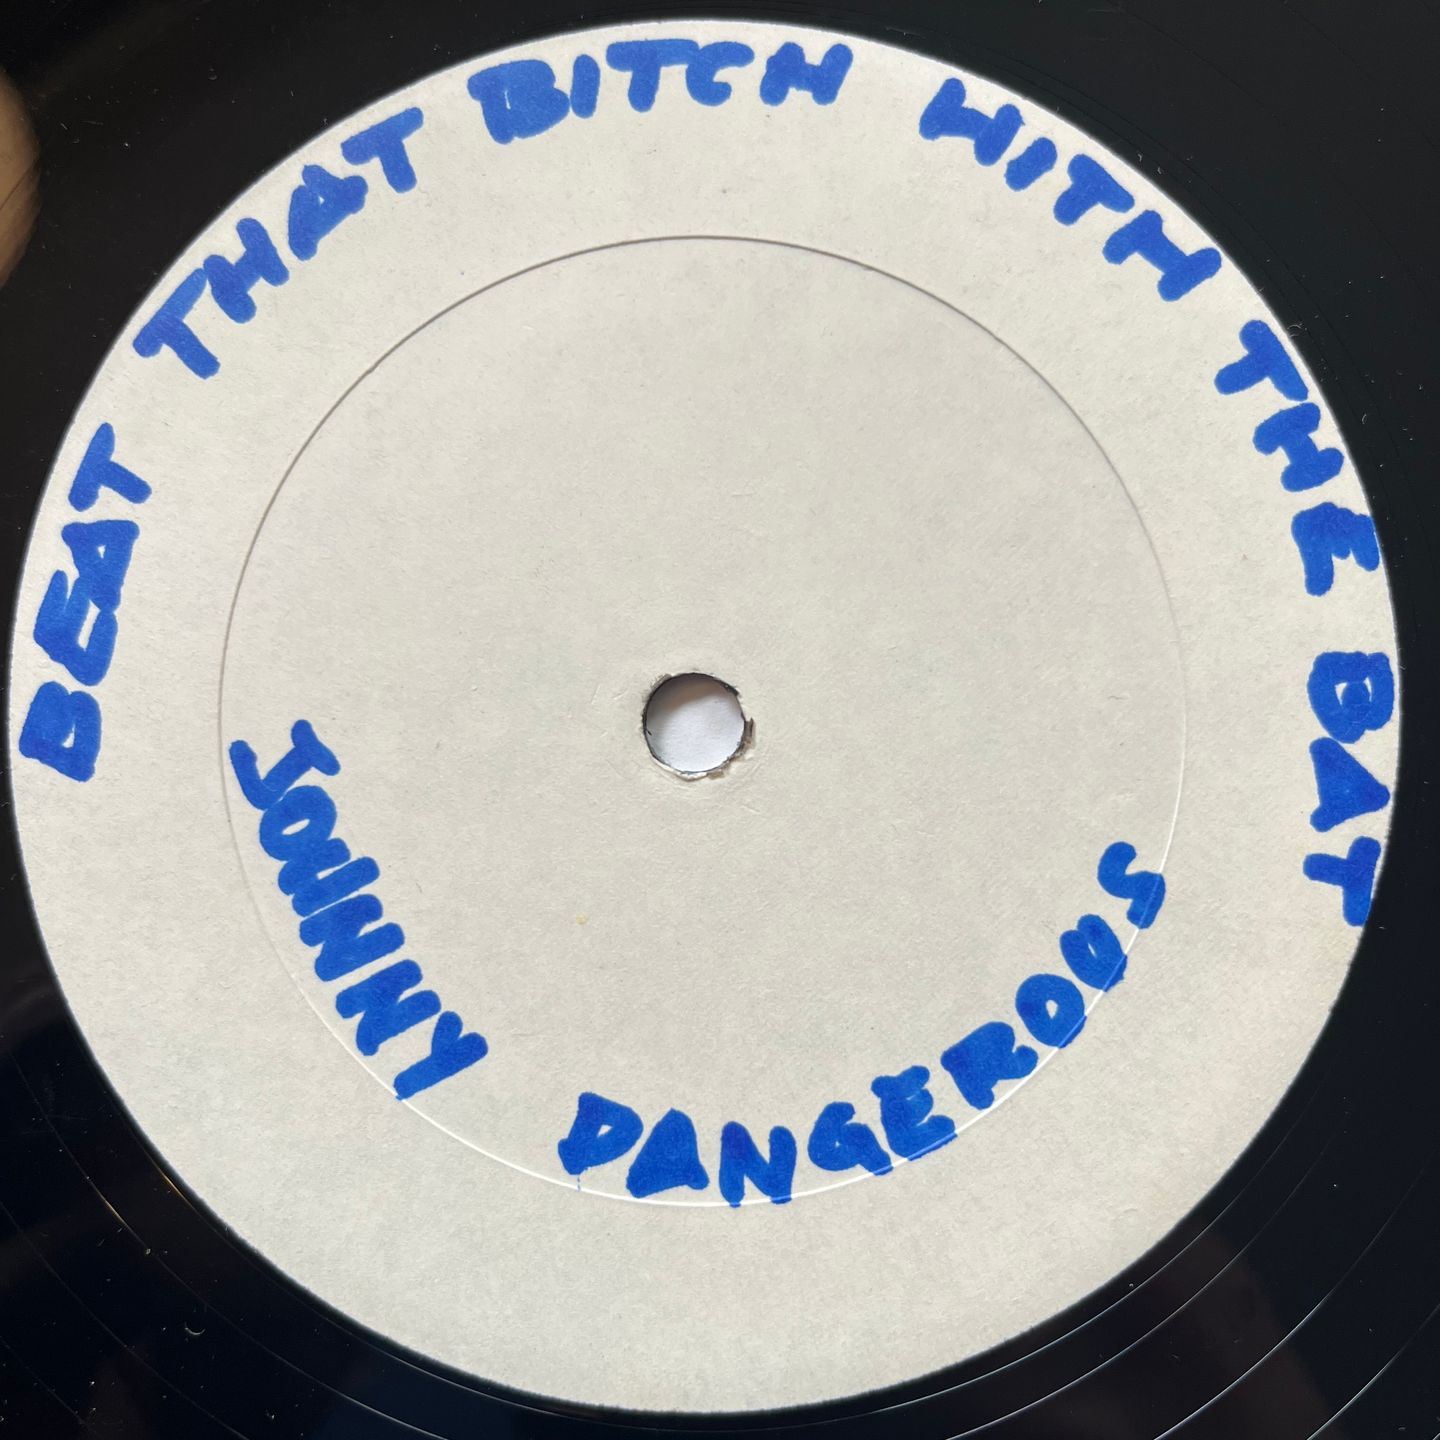 BEAT THAT BITCH WITH THE BAT
JOHNNY DANGEROUS